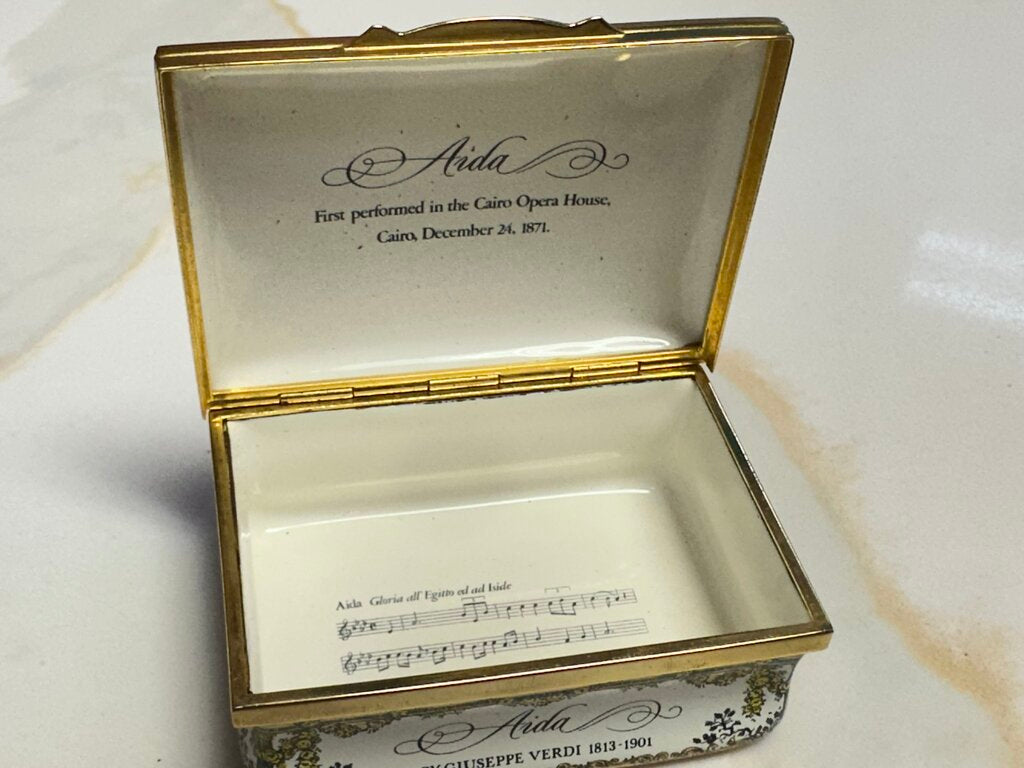 Aida
First performed in the Cairo Opera House,
Cairo, December 24, 1871.
Aida Gloria all' Egitto ed ad Iside
Aida
BY GIUSEPPE VERDI 1813-1901